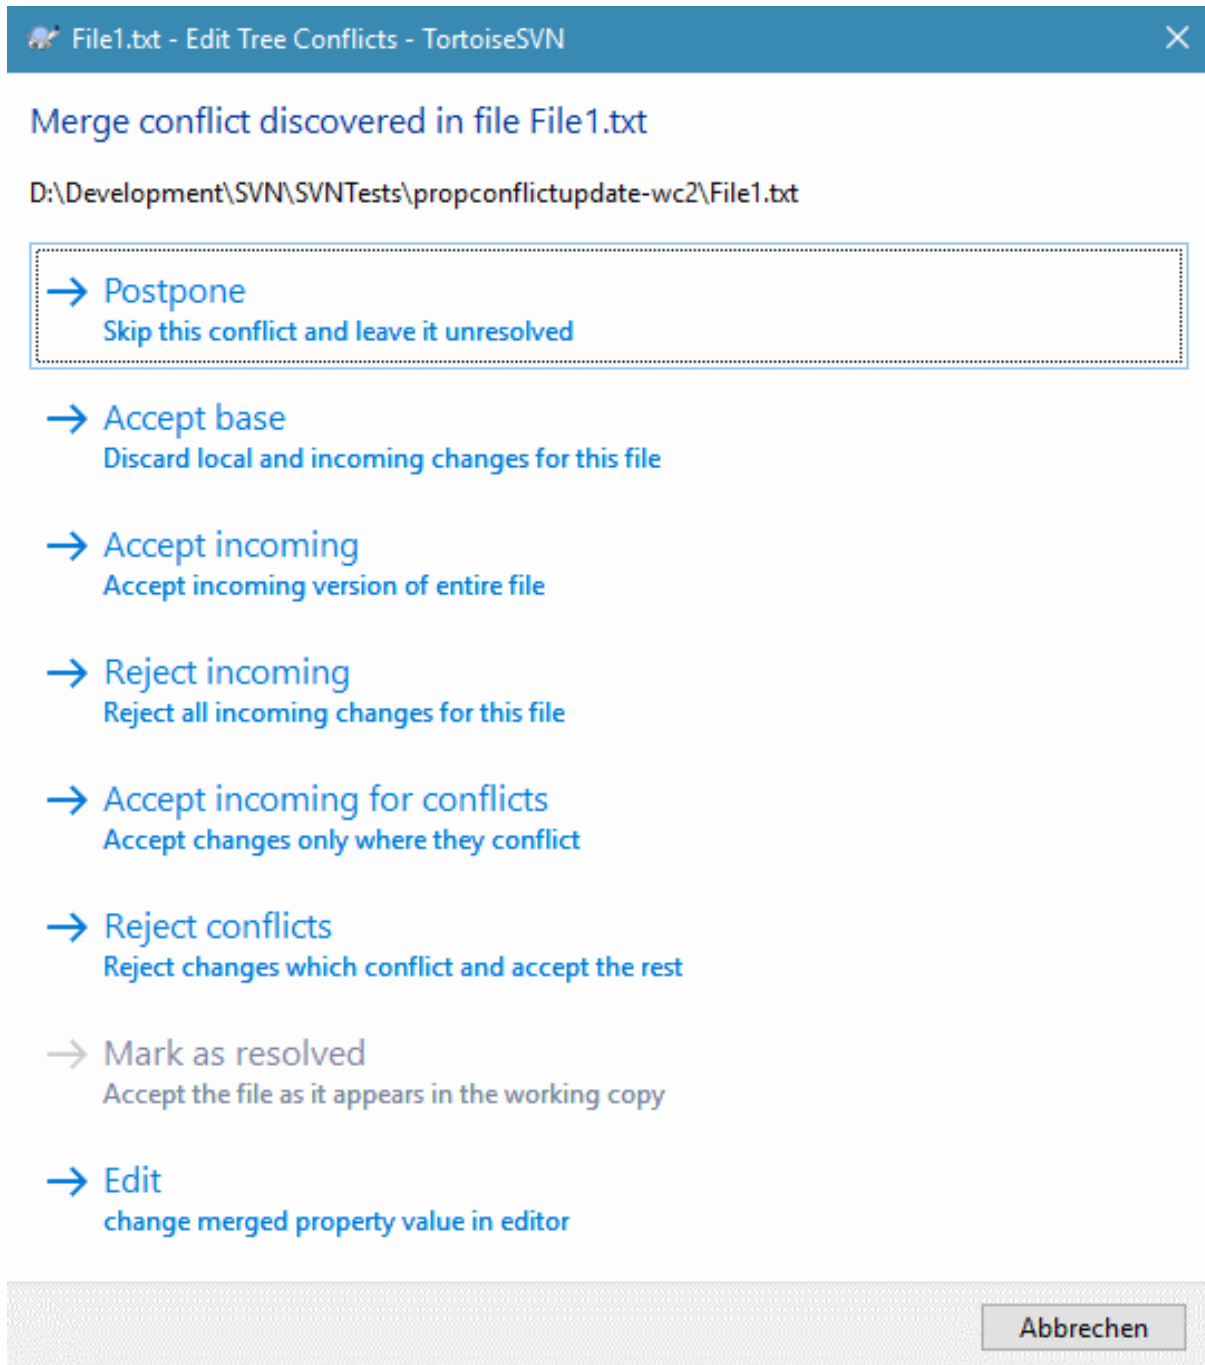 File1.txt - Edit Tree Conflicts - TortoiseSVN
Merge conflict discovered in file File1.txt
D:\Development\SVN\SVNTests\propconflictupdate-wc2\File1.txt
Postpone
Skip this conflict and leave it unresolved
Accept base
Discard local and incoming changes for this file
Accept incoming
Accept incoming version of entire file
Reject incoming
Reject all incoming changes for this file
Accept incoming for conflicts
Accept changes only where they conflict
Reject conflicts
Reject changes which conflict and accept the rest
Mark as resolved
Accept the file as it appears in the working copy
Edit
change merged property value in editor
Abbrechen